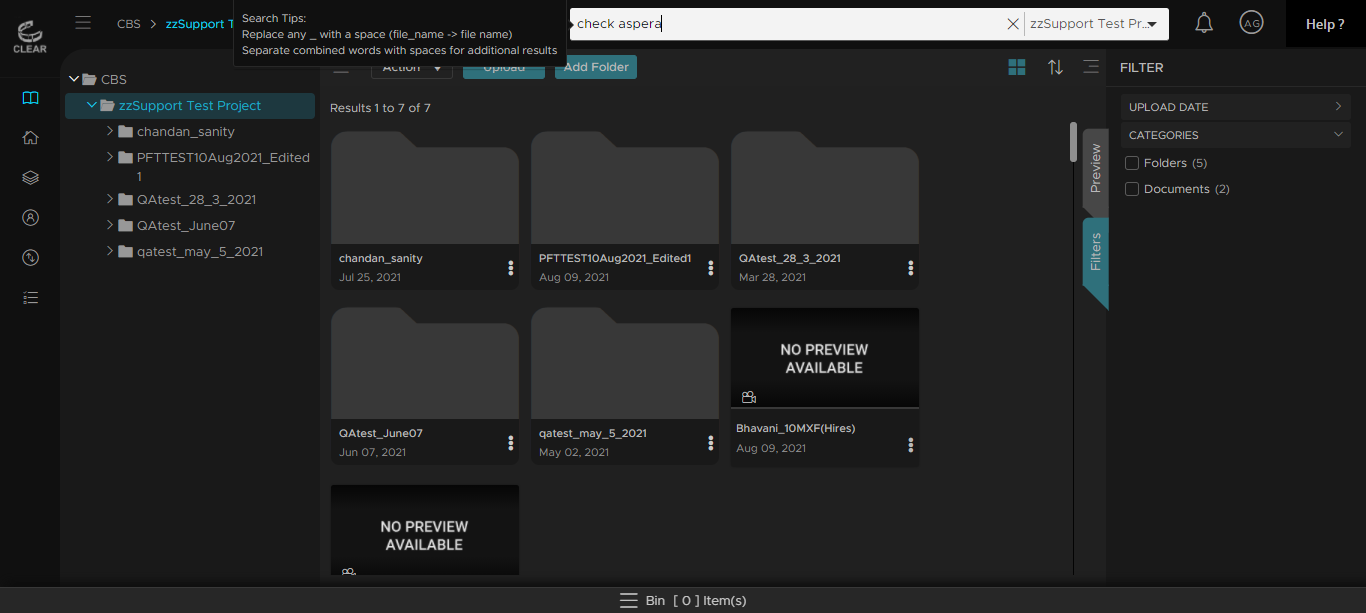 CLEAR
CBS > zzSupport T
Search Tips:
Replace any _ with a space (file_name -> file name)
Separate combined words with spaces for additional results
check aspera
zzSupport Test Pr...
AG
Help ?
CBS
zzSupport Test Project
chandan_sanity
PFTTEST10Aug2021_Edited
1
QAtest_28_3_2021
QAtest_June07
qatest_may_5_2021
Action
Upload
Add Folder
Results 1 to 7 of 7
chandan_sanity
Jul 25, 2021
PFTTEST10Aug2021_Edited1
Aug 09, 2021
QAtest_28_3_2021
Mar 28, 2021
QAtest_June07
Jun 07, 2021
qatest_may_5_2021
May 02, 2021
NO PREVIEW
AVAILABLE
Bhavani_10MXF(Hires)
Aug 09, 2021
NO PREVIEW
AVAILABLE
Preview
Filters
FILTER
UPLOAD DATE
CATEGORIES
Folders (5)
Documents (2)
Bin [ 0 ] Item(s)